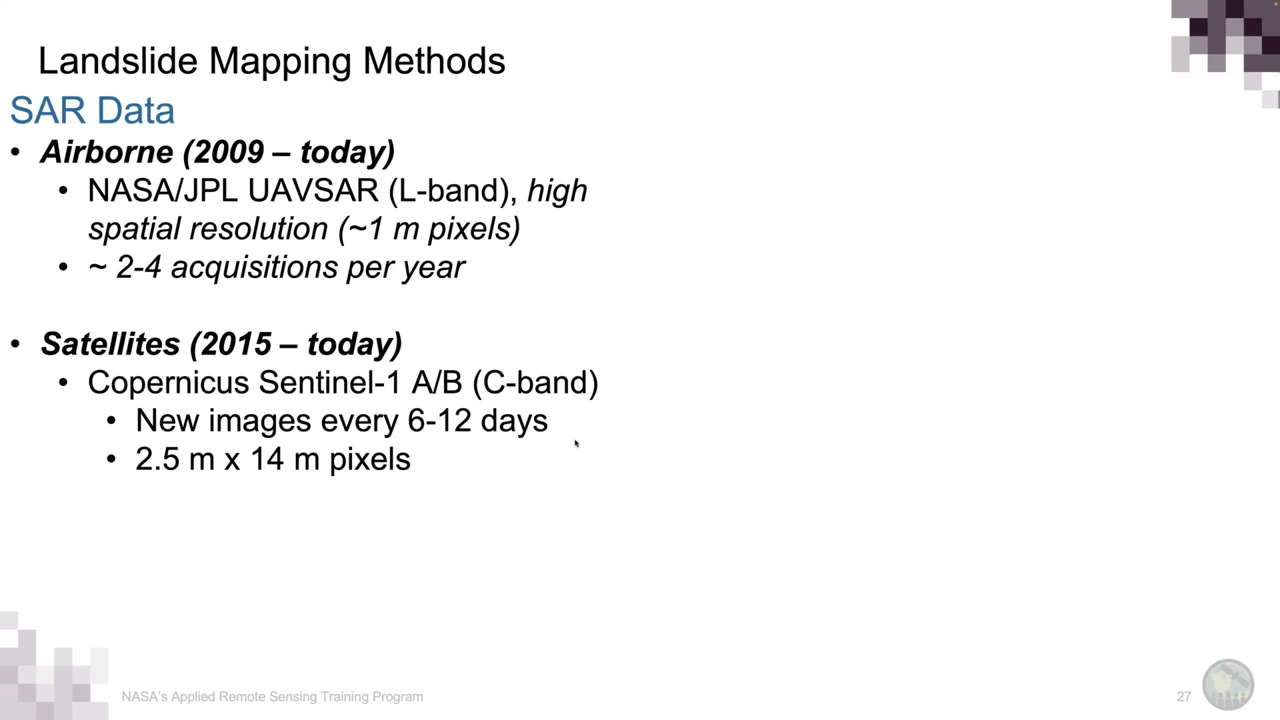 Landslide Mapping Methods
SAR Data
• Airborne (2009 – today)
• NASA/JPL UAVSAR (L-band), high
spatial resolution (~1 m pixels)
• ~ 2-4 acquisitions per year
• Satellites (2015 – today)
• Copernicus Sentinel-1 A/B (C-band)
• New images every 6-12 days
• 2.5 m x 14 m pixels
NASA's Applied Remote Sensing Training Program
27